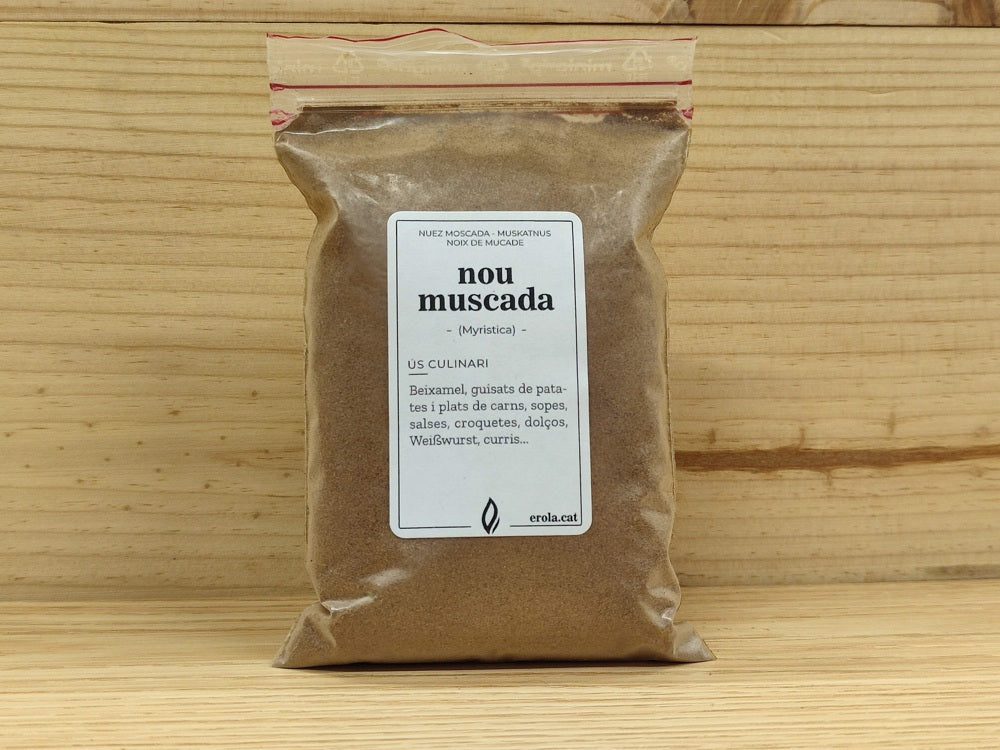 NUEZ MOSCADA - MUSKATNUS
NOIX DE MUCADE
nou
muscada
- (Myristica) -
ÚS CULINARI
Beixamel, guisats de pata-
tes i plats de carns, sopes,
salses, croquetes, dolços,
Weißwurst, curris...
erola.cat